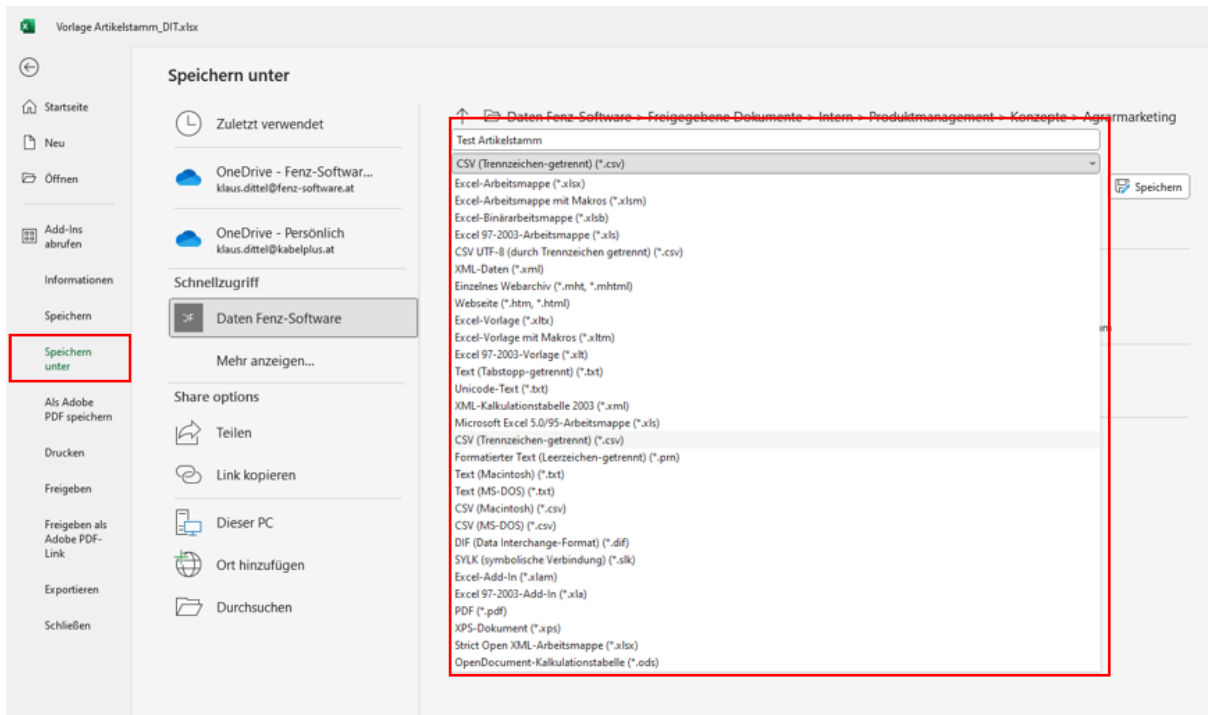 Vorlage Artikelstamm_DIT.xlsx
Startseite
Neu
Öffnen
Add-Ins
abrufen
Informationen
Speichern
Speichern
unter
Als Adobe
PDF speichern
Drucken
Freigeben
Freigeben als
Adobe PDF-
Link
Exportieren
Schließen
Speichern unter
Zuletzt verwendet
OneDrive - Fenz-Softwar...
klaus.dittel@fenz-software.at
OneDrive - Persönlich
klaus.dittel@kabelplus.at
Schnellzugriff
Daten Fenz-Software
Mehr anzeigen...
Share options
Teilen
Link kopieren
Dieser PC
Ort hinzufügen
Durchsuchen
Daten Fenz-Software > Freigegebene Dokumente > Intern > Produktmanagement > Konzepte > Agrarmarketing
Test Artikelstamm
CSV (Trennzeichen-getrennt) (*.csv)
Speichern
Excel-Arbeitsmappe (*.xlsx)
Excel-Arbeitsmappe mit Makros (*.xlsm)
Excel-Binärarbeitsmappe (*.xlsb)
Excel 97-2003-Arbeitsmappe (*.xls)
CSV UTF-8 (durch Trennzeichen getrennt) (*.csv)
XML-Daten (*.xml)
Einzelnes Webarchiv (*.mht, *.mhtml)
Webseite (*.htm, *.html)
Excel-Vorlage (*.xltx)
Excel-Vorlage mit Makros (*.xltm)
Excel 97-2003-Vorlage (*.xlt)
Text (Tabstopp-getrennt) (*.txt)
Unicode-Text (*.txt)
XML-Kalkulationstabelle 2003 (*.xml)
Microsoft Excel 5.0/95-Arbeitsmappe (*.xls)
CSV (Trennzeichen-getrennt) (*.csv)
Formatierter Text (Leerzeichen-getrennt) (*.prn)
Text (Macintosh) (*.txt)
Text (MS-DOS) (*.txt)
CSV (Macintosh) (*.csv)
CSV (MS-DOS) (*.csv)
DIF (Data Interchange-Format) (*.dif)
SYLK (symbolische Verbindung) (*.slk)
Excel-Add-In (*.xlam)
Excel 97-2003-Add-In (*.xla)
PDF (*.pdf)
XPS-Dokument (*.xps)
Strict Open XML-Arbeitsmappe (*.xlsx)
OpenDocument-Kalkulationstabelle (*.ods)